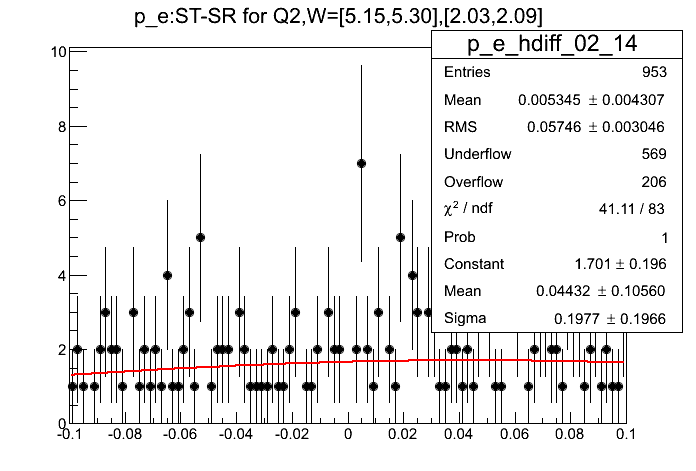 p_e:ST-SR for Q2,W=[5.15,5.30],[2.03,2.09]
p_e_hdiff_02_14
Entries 953
Mean 0.005345 ± 0.004307
RMS 0.05746 ± 0.003046
Underflow 569
Overflow 206
χ² / ndf 41.11 / 83
Prob 1
Constant 1.701 ± 0.196
Mean 0.04432 ± 0.10560
Sigma 0.1977 ± 0.1966
10
8
6
4
2
0
-0.1 -0.08 -0.06 -0.04 -0.02 0 0.02 0.04 0.06 0.08 0.1